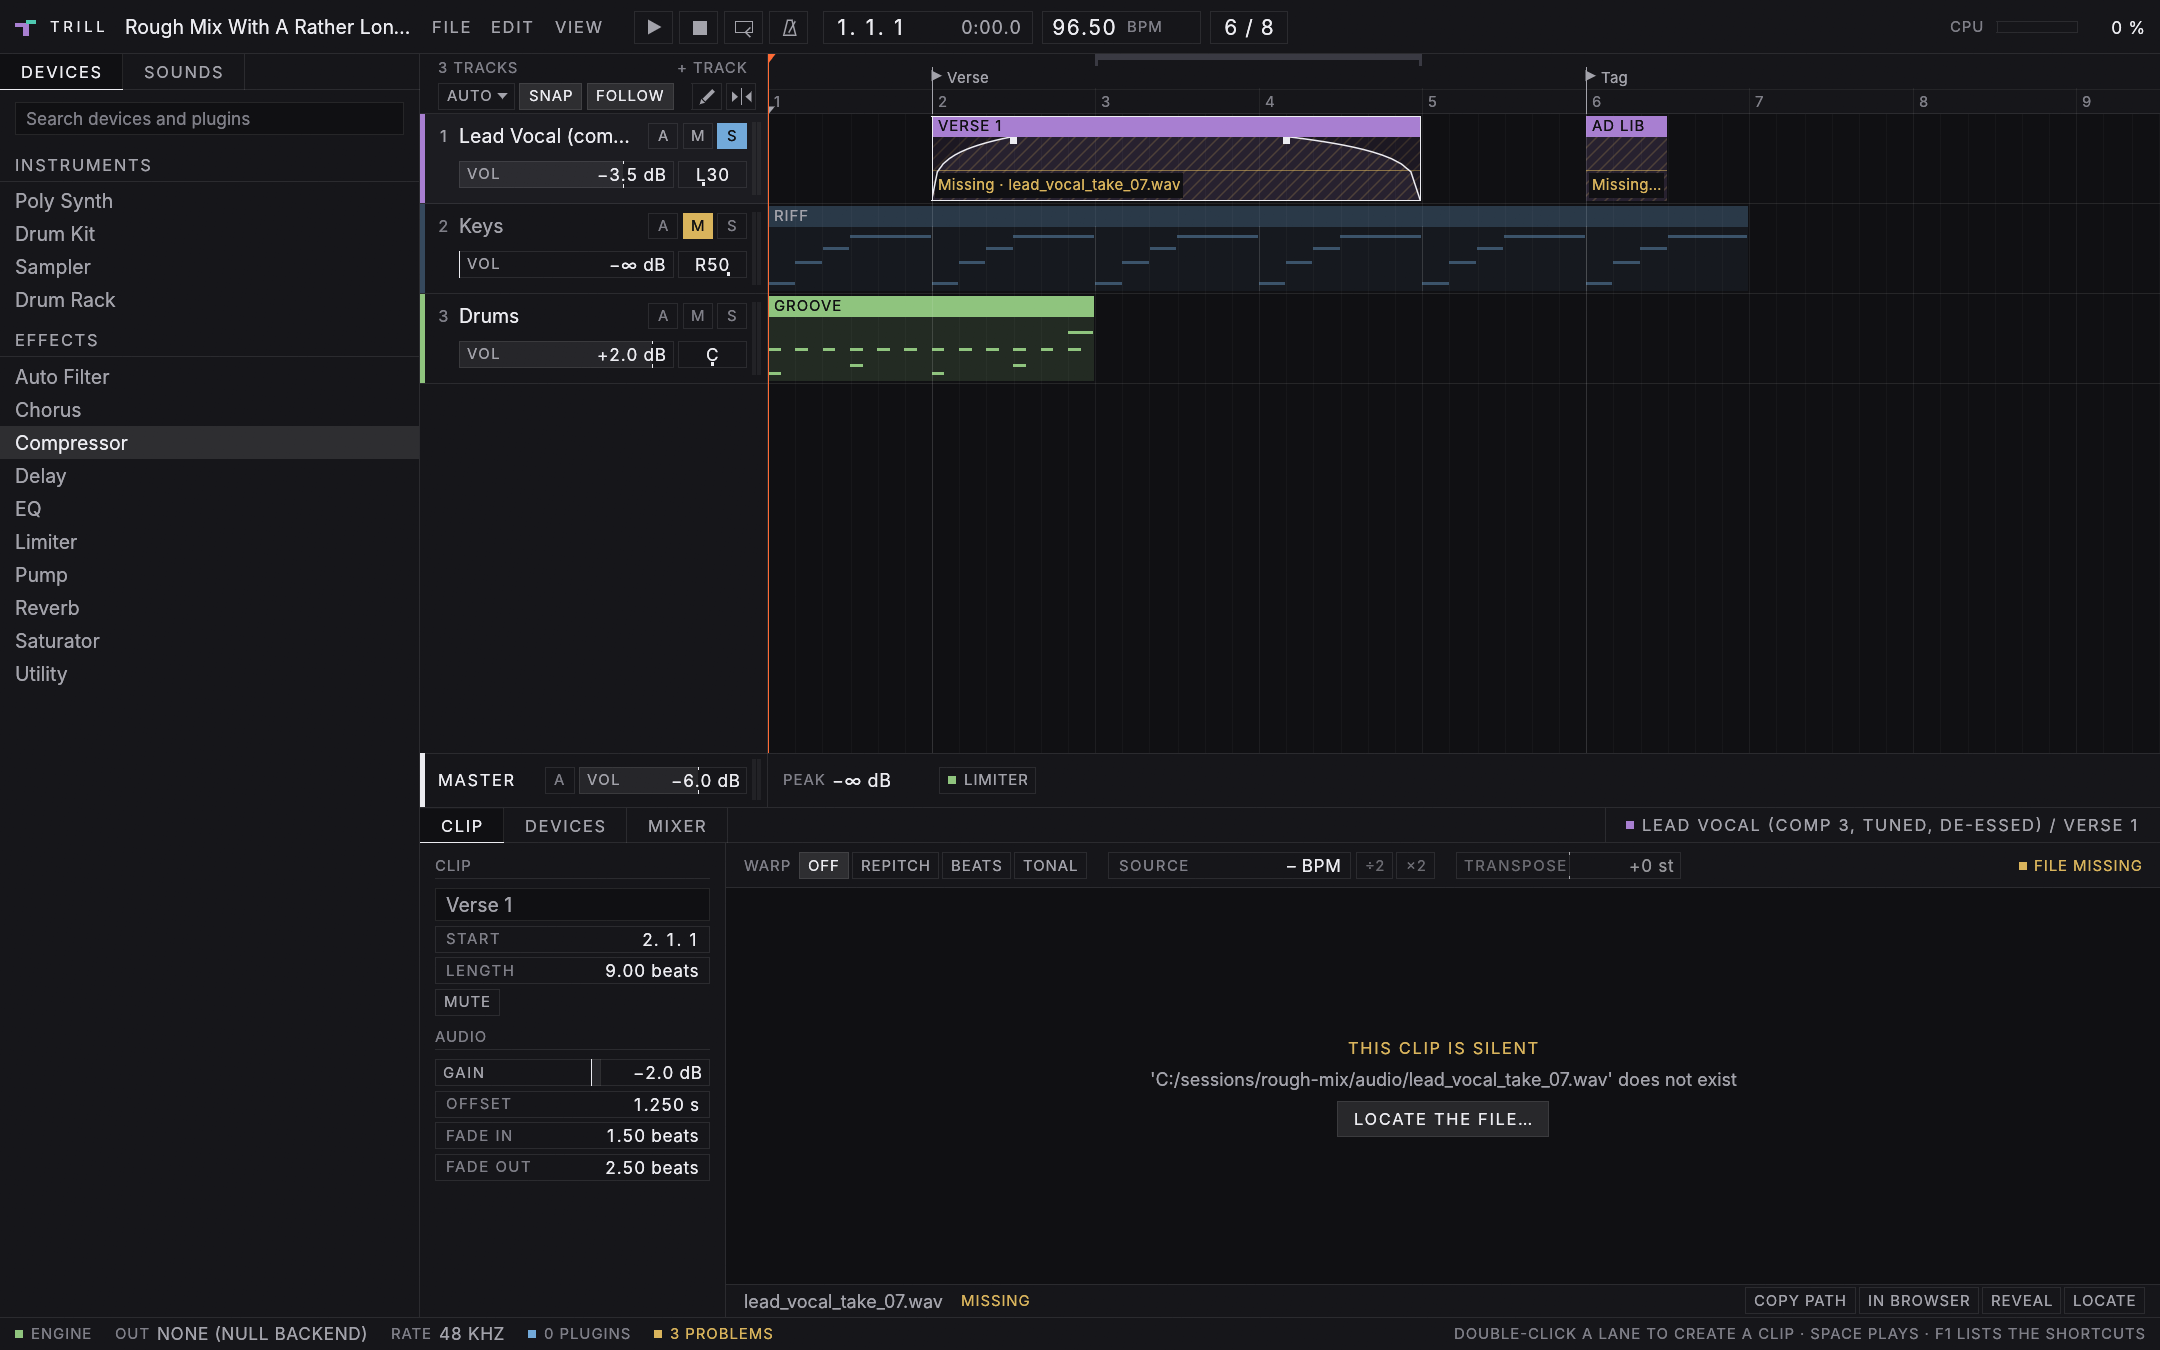 TRILL Rough Mix With A Rather Lon... FILE EDIT VIEW 1. 1. 1 0:00.0 96.50 BPM 6 / 8 CPU 0 %
DEVICES SOUNDS
Search devices and plugins
INSTRUMENTS
Poly Synth
Drum Kit
Sampler
Drum Rack
EFFECTS
Auto Filter
Chorus
Compressor
Delay
EQ
Limiter
Pump
Reverb
Saturator
Utility
3 TRACKS + TRACK
AUTO SNAP FOLLOW
Verse Tag
1 2 3 4 5 6 7 8 9
1 Lead Vocal (com... A M S
VOL −3.5 dB L30
VERSE 1
Missing · lead_vocal_take_07.wav
AD LIB
Missing...
2 Keys A M S
VOL −∞ dB R50
RIFF
3 Drums A M S
VOL +2.0 dB C
GROOVE
MASTER A VOL −6.0 dB PEAK −∞ dB LIMITER
CLIP DEVICES MIXER LEAD VOCAL (COMP 3, TUNED, DE-ESSED) / VERSE 1
CLIP
Verse 1
START 2. 1. 1
LENGTH 9.00 beats
MUTE
AUDIO
GAIN −2.0 dB
OFFSET 1.250 s
FADE IN 1.50 beats
FADE OUT 2.50 beats
WARP OFF REPITCH BEATS TONAL SOURCE – BPM ÷2 ×2 TRANSPOSE +0 st FILE MISSING
THIS CLIP IS SILENT
'C:/sessions/rough-mix/audio/lead_vocal_take_07.wav' does not exist
LOCATE THE FILE...
lead_vocal_take_07.wav MISSING COPY PATH IN BROWSER REVEAL LOCATE
ENGINE OUT NONE (NULL BACKEND) RATE 48 KHZ 0 PLUGINS 3 PROBLEMS DOUBLE-CLICK A LANE TO CREATE A CLIP · SPACE PLAYS · F1 LISTS THE SHORTCUTS